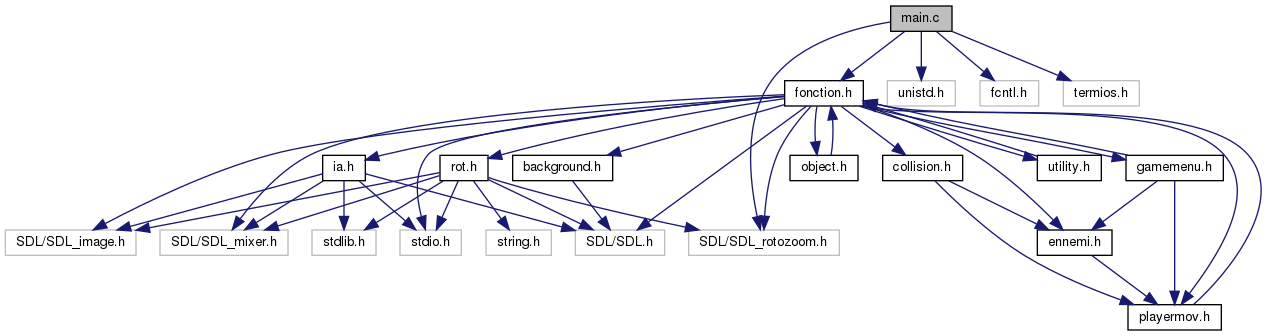 main.c
fonction.h
unistd.h
fcntl.h
termios.h
ia.h
rot.h
background.h
object.h
collision.h
utility.h
gamemenu.h
SDL/SDL_image.h
SDL/SDL_mixer.h
stdlib.h
stdio.h
string.h
SDL/SDL.h
SDL/SDL_rotozoom.h
ennemi.h
playermov.h